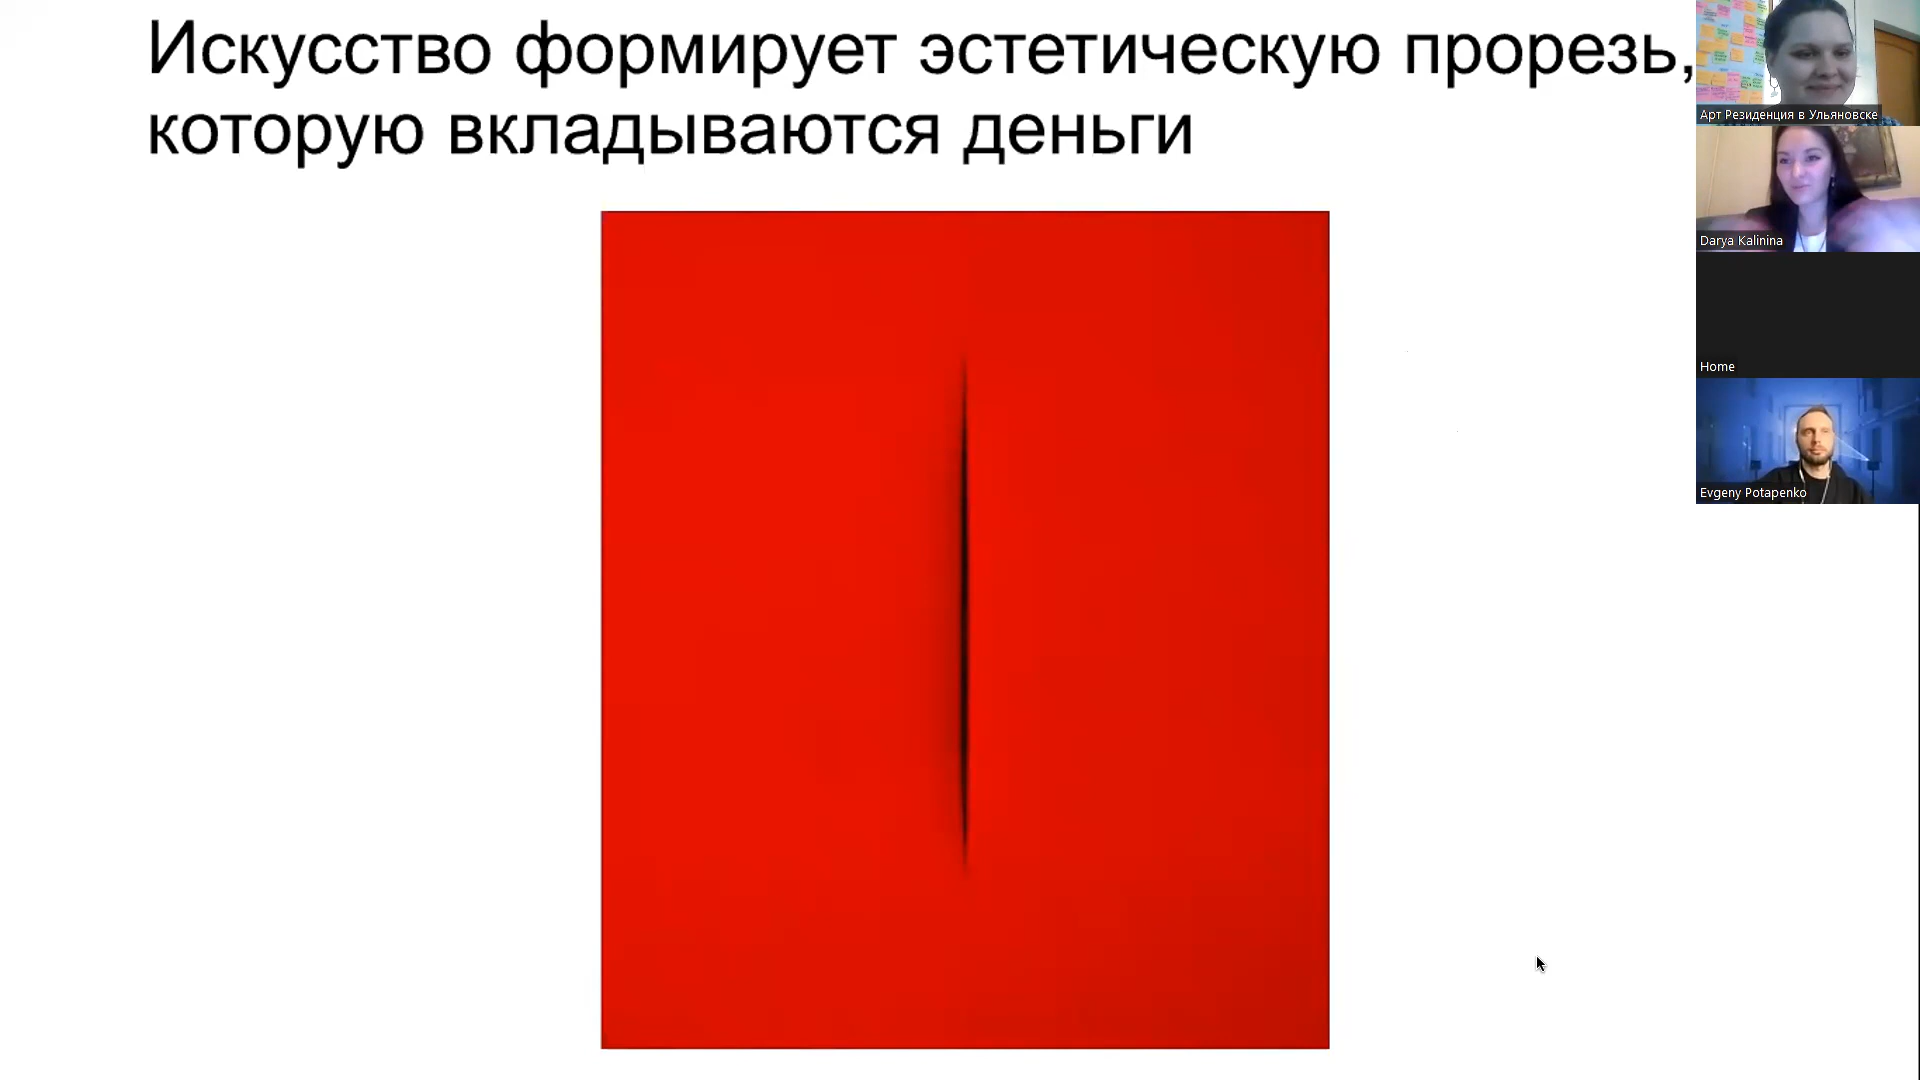 Искусство формирует эстетическую прорезь,
которую вкладываются деньги
Арт Резиденция в Ульяновске
Darya Kalinina
Home
Evgeny Potapenko